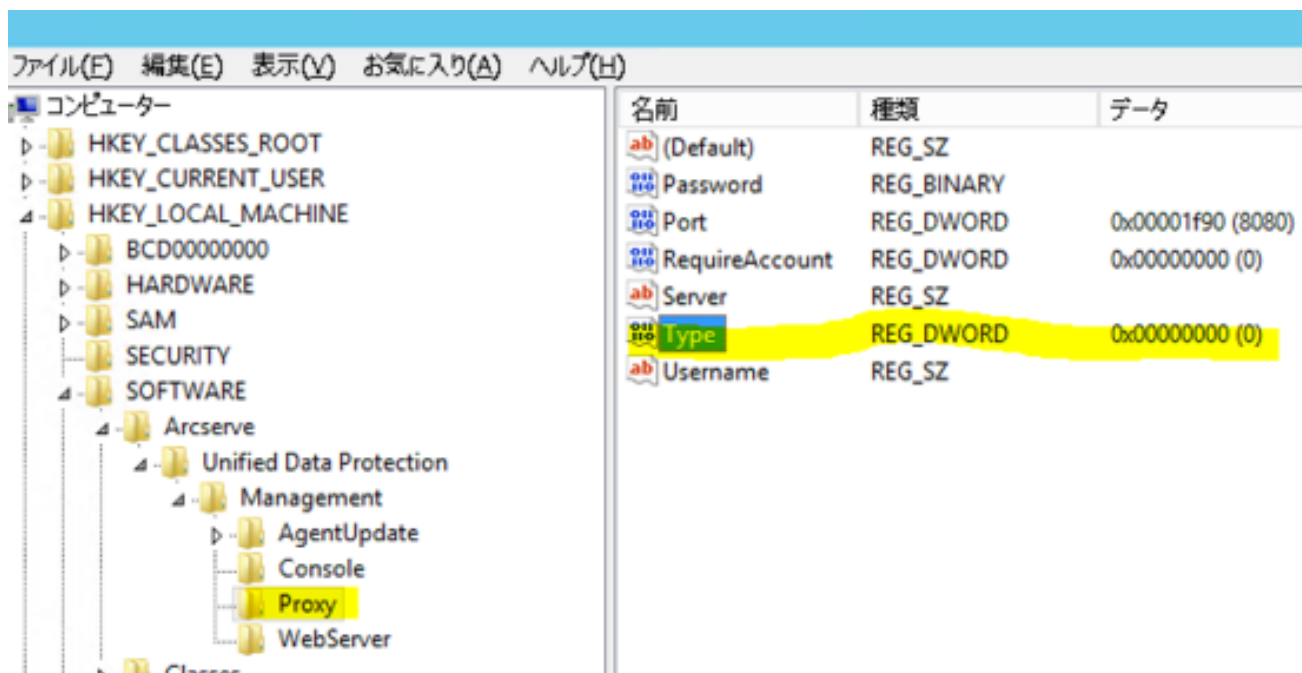 ファイル(F) 編集(E) 表示(V) お気に入り(A) ヘルプ(H)
コンピューター
HKEY_CLASSES_ROOT
HKEY_CURRENT_USER
HKEY_LOCAL_MACHINE
BCD00000000
HARDWARE
SAM
SECURITY
SOFTWARE
Arcserve
Unified Data Protection
Management
AgentUpdate
Console
Proxy
WebServer
Classes
名前 種類 データ
(Default) REG_SZ
Password REG_BINARY
Port REG_DWORD 0x00001f90 (8080)
RequireAccount REG_DWORD 0x00000000 (0)
Server REG_SZ
Type REG_DWORD 0x00000000 (0)
Username REG_SZ